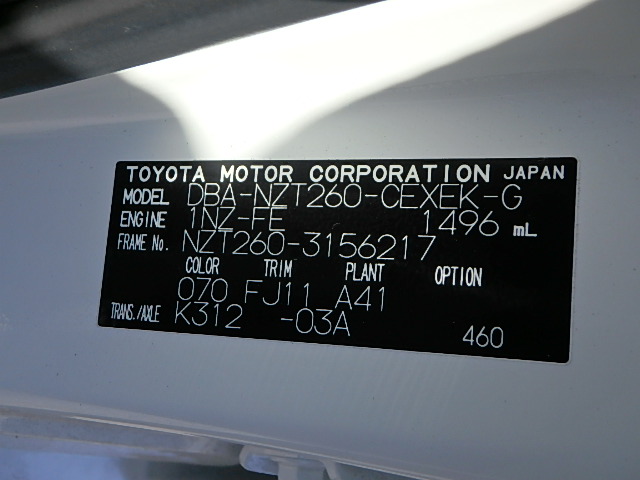 TOYOTA MOTOR CORPORATION JAPAN
MODEL DBA-NZT260-CEXEK-G
ENGINE 1NZ-FE 1496 mL
FRAME No. NZT260-3156217
COLOR TRIM PLANT OPTION
070 FJ11 A41
TRANS./AXLE K312 -03A
460